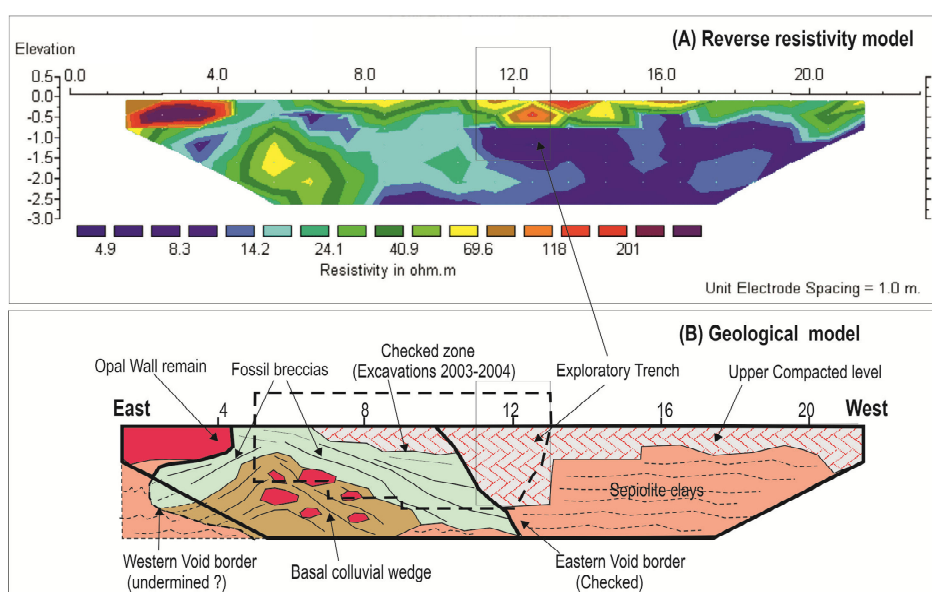 (A) Reverse resistivity model
Elevation
0.5 0.0 4.0 8.0 12.0 16.0 20.0
0.0
-0.5
-1.0
-1.5
-2.0
-2.5
-3.0
4.9 8.3 14.2 24.1 40.9 69.6 118 201
Resistivity in ohm.m
Unit Electrode Spacing = 1.0 m.
(B) Geological model
Opal Wall remain
Fossil breccias
Checked zone
(Excavations 2003-2004)
Exploratory Trench
Upper Compacted level
East 4 8 12 16 20 West
Sepiolite clays
Western Void border
(undermined ?)
Basal colluvial wedge
Eastern Void border
(Checked)